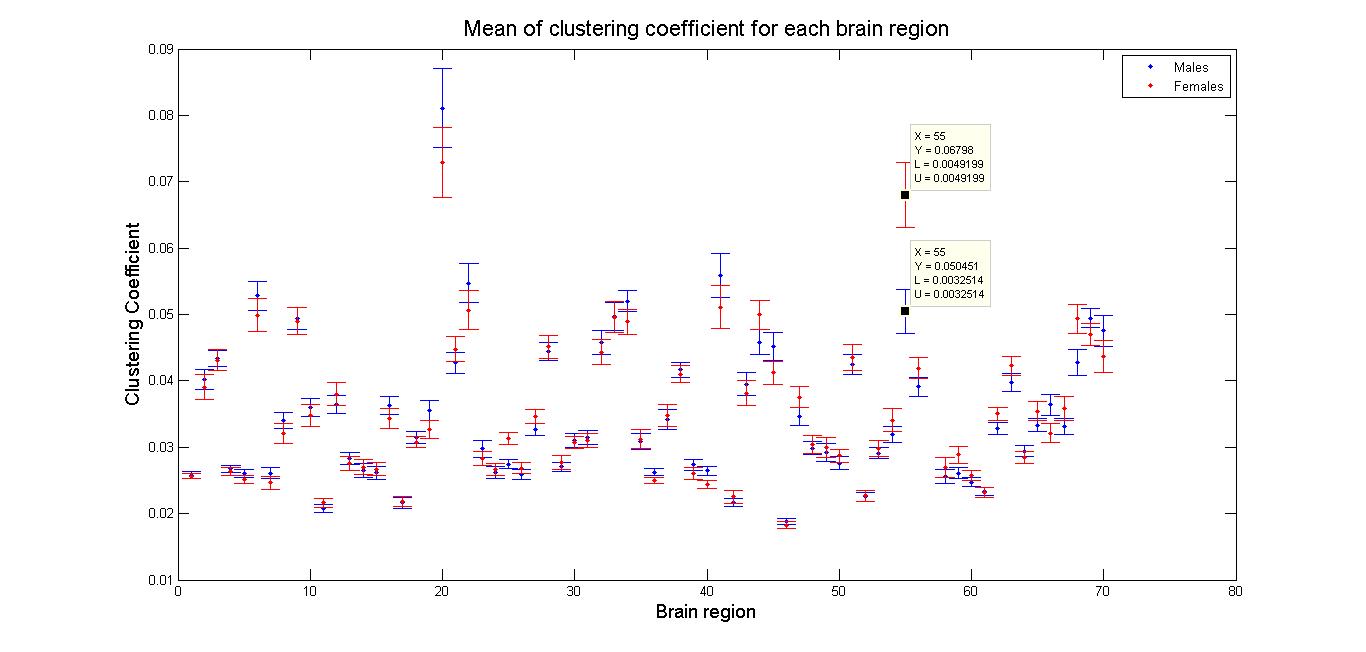 Mean of clustering coefficient for each brain region
0.09
0.08
0.07
0.06
0.05
0.04
0.03
0.02
0.01
Clustering Coefficient
Males
Females
X = 55
Y = 0.06798
L = 0.0049199
U = 0.0049199
X = 55
Y = 0.050451
L = 0.0032514
U = 0.0032514
0 10 20 30 40 50 60 70 80
Brain region